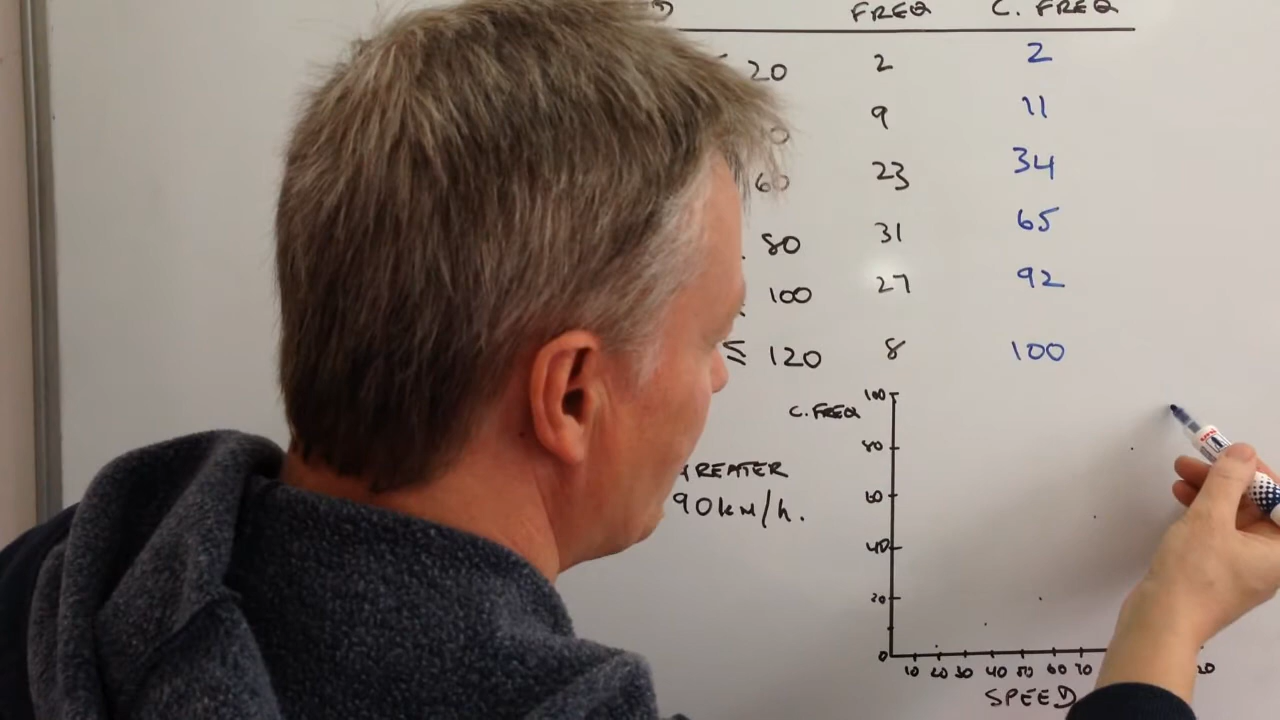 FREQ C. FREQ
20 2 2
9 11
60 23 34
80 31 65
100 27 92
≤ 120 8 100
100
C. FREQ
80
REATER
60
90km/h.
40
20
0
10 20 30 40 50 60 70
SPEED